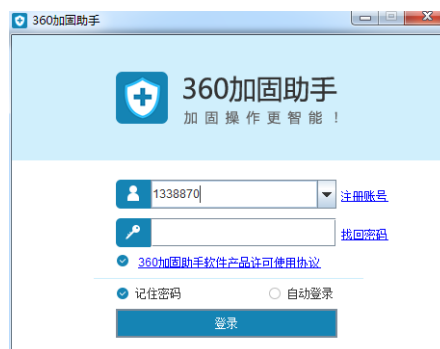 360加固助手
360加固助手
加固操作更智能！
1338870
注册账号
找回密码
360加固助手软件产品许可使用协议
记住密码 自动登录
登录